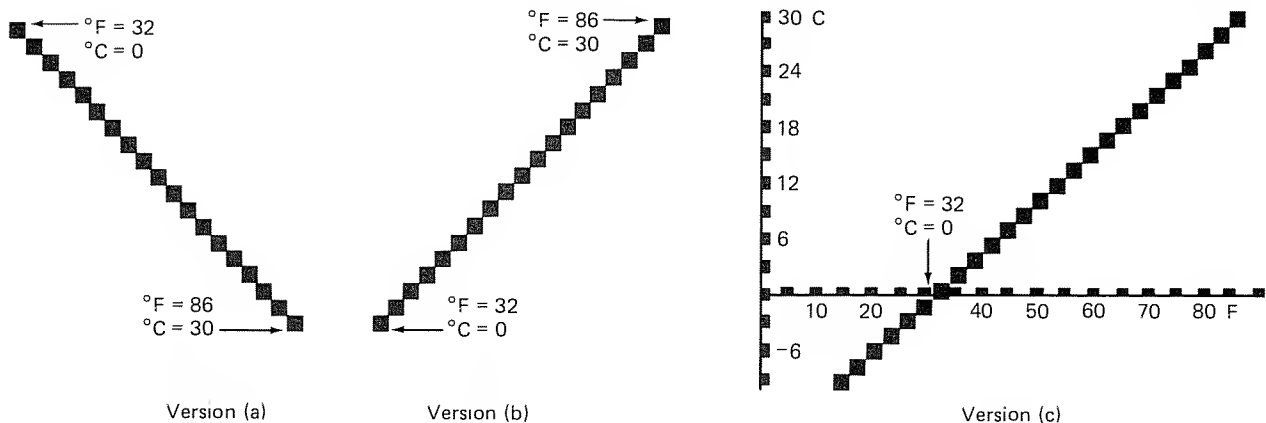 °F = 32
°C = 0
°F = 86
°C = 30
Version (a)
°F = 86
°C = 30
°F = 32
°C = 0
Version (b)
30 C
24
18
12
6
-6
°F = 32
°C = 0
10 20 40 50 60 70 80 F
Version (c)